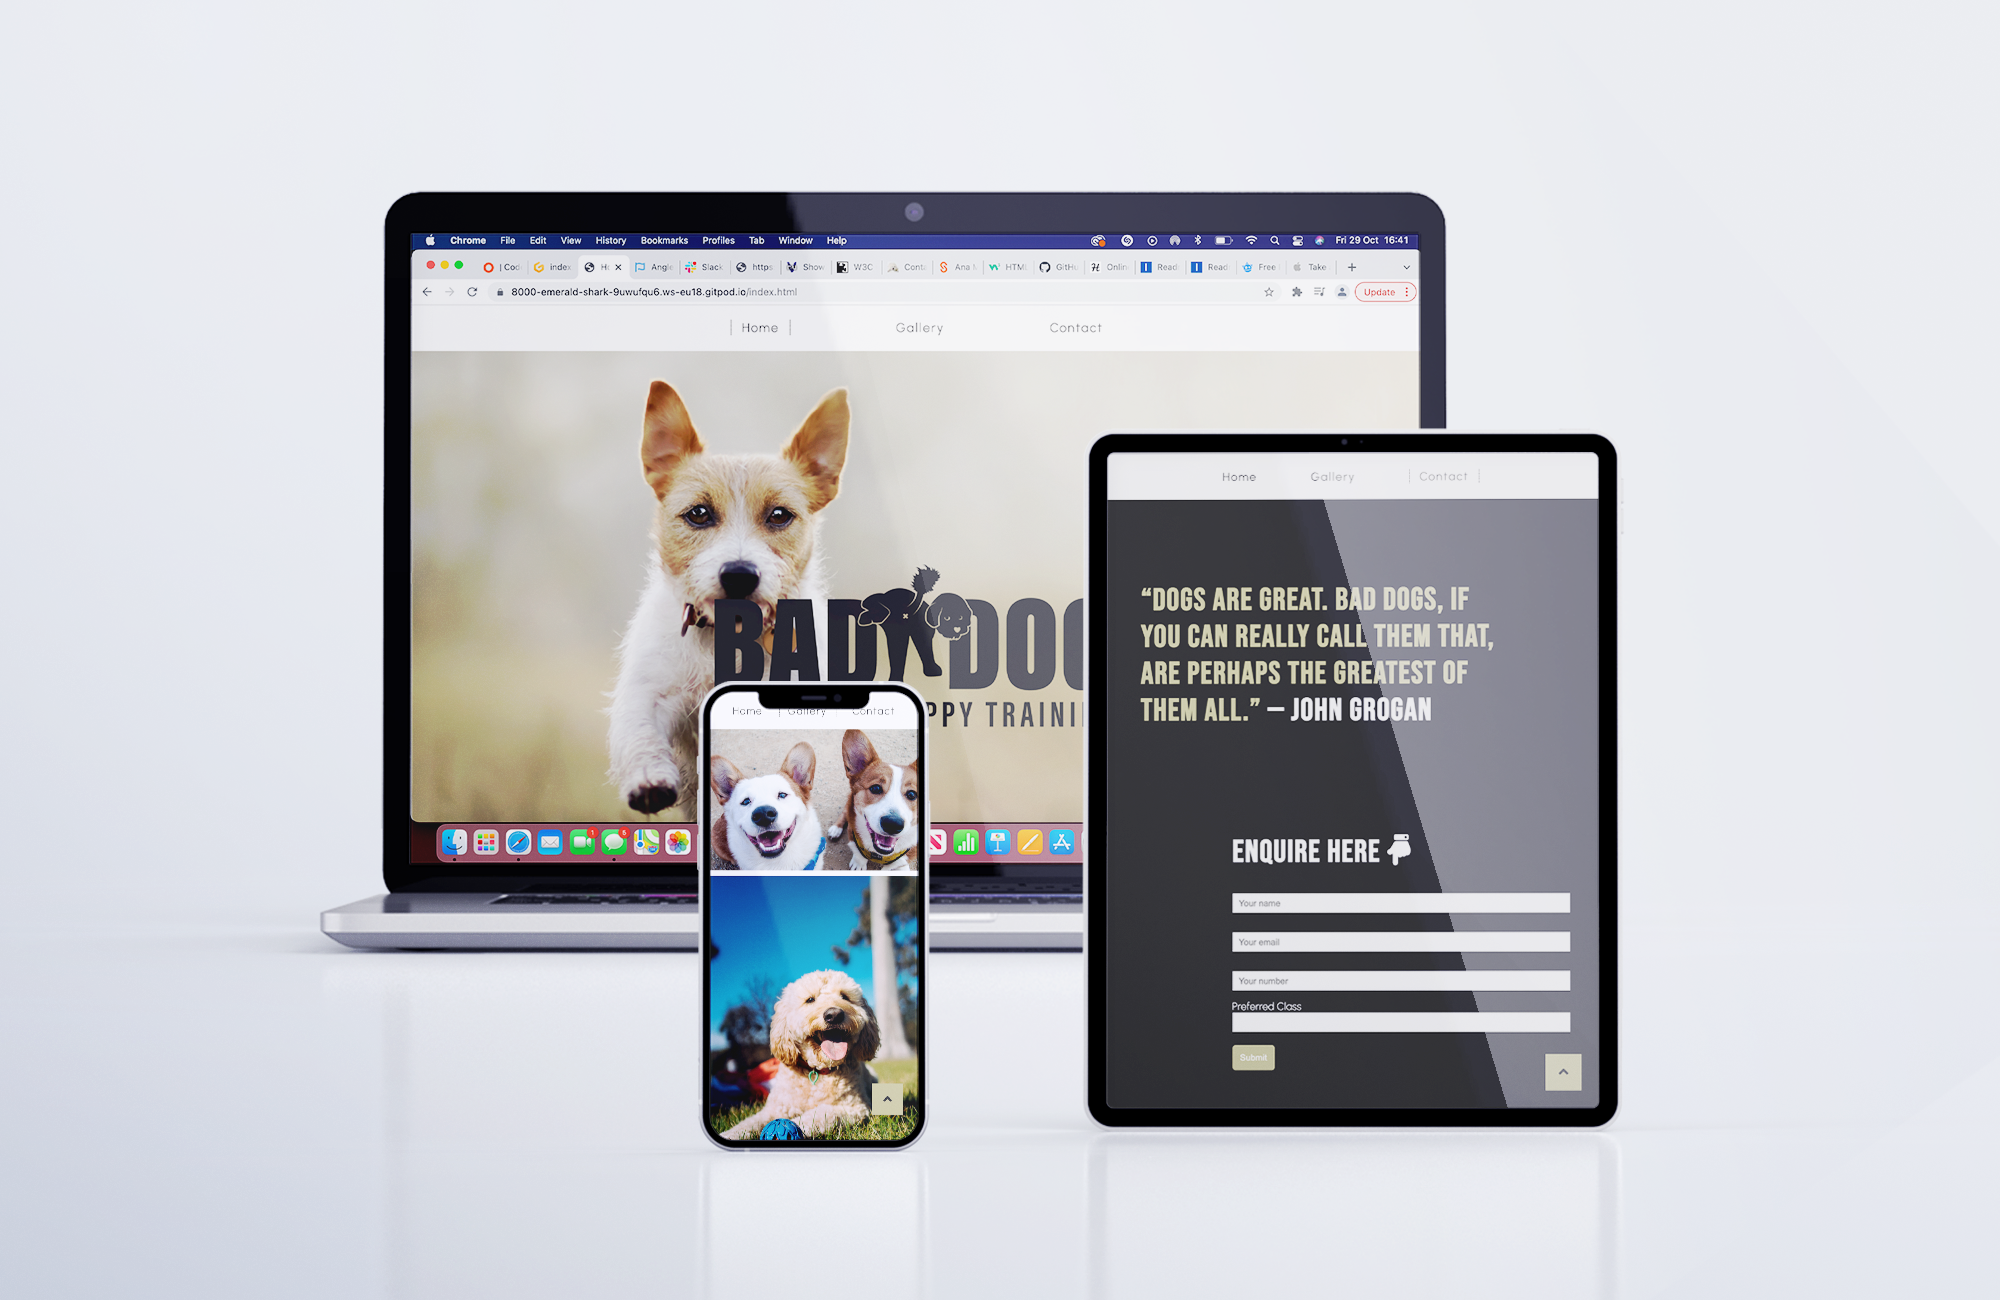 Chrome File Edit View History Bookmarks Profiles Tab Window Help Fri 29 Oct 16:41
| Cod index Ho Angle Slack https Show W3C Conta Ana M HTML GitHu Onlin Read Read Free Take
8000-emerald-shark-9uwufqu6.ws-eu18.gitpod.io/index.html Update
Home Gallery Contact
BAD DOG
PPY TRAINI
1
5
Home Gallery Contact
Home Gallery Contact
“DOGS ARE GREAT. BAD DOGS, IF
YOU CAN REALLY CALL THEM THAT,
ARE PERHAPS THE GREATEST OF
THEM ALL.” – JOHN GROGAN
ENQUIRE HERE
Your name
Your email
Your number
Preferred Class
Submit